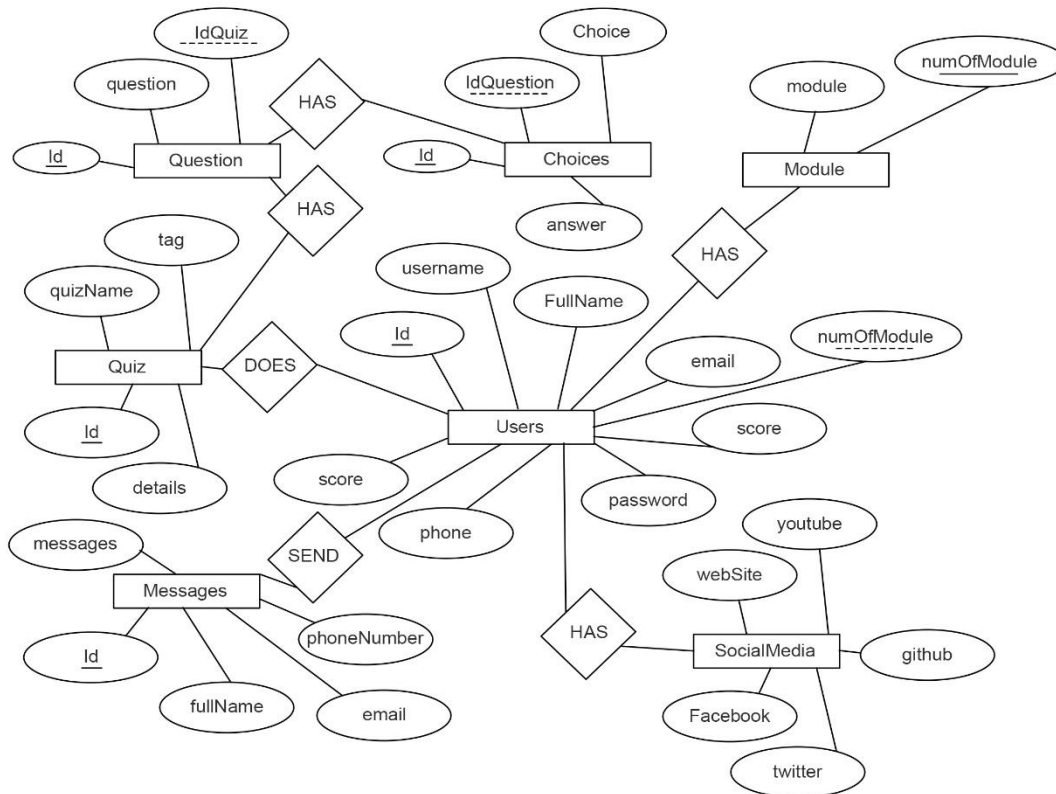 IdQuiz
Choice
numOfModule
question
IdQuestion
module
HAS
Id
Question
Id
Choices
Module
HAS
answer
tag
HAS
username
FullName
quizName
Id
numOfModule
email
Quiz
DOES
Users
score
Id
score
password
details
phone
youtube
messages
SEND
webSite
Messages
HAS
phoneNumber
SocialMedia
github
Id
fullName
email
Facebook
twitter